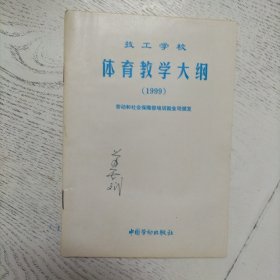 技工学校
体育教学大纲
(1999)
劳动和社会保障部培训就业司颁发
中国劳动出版社